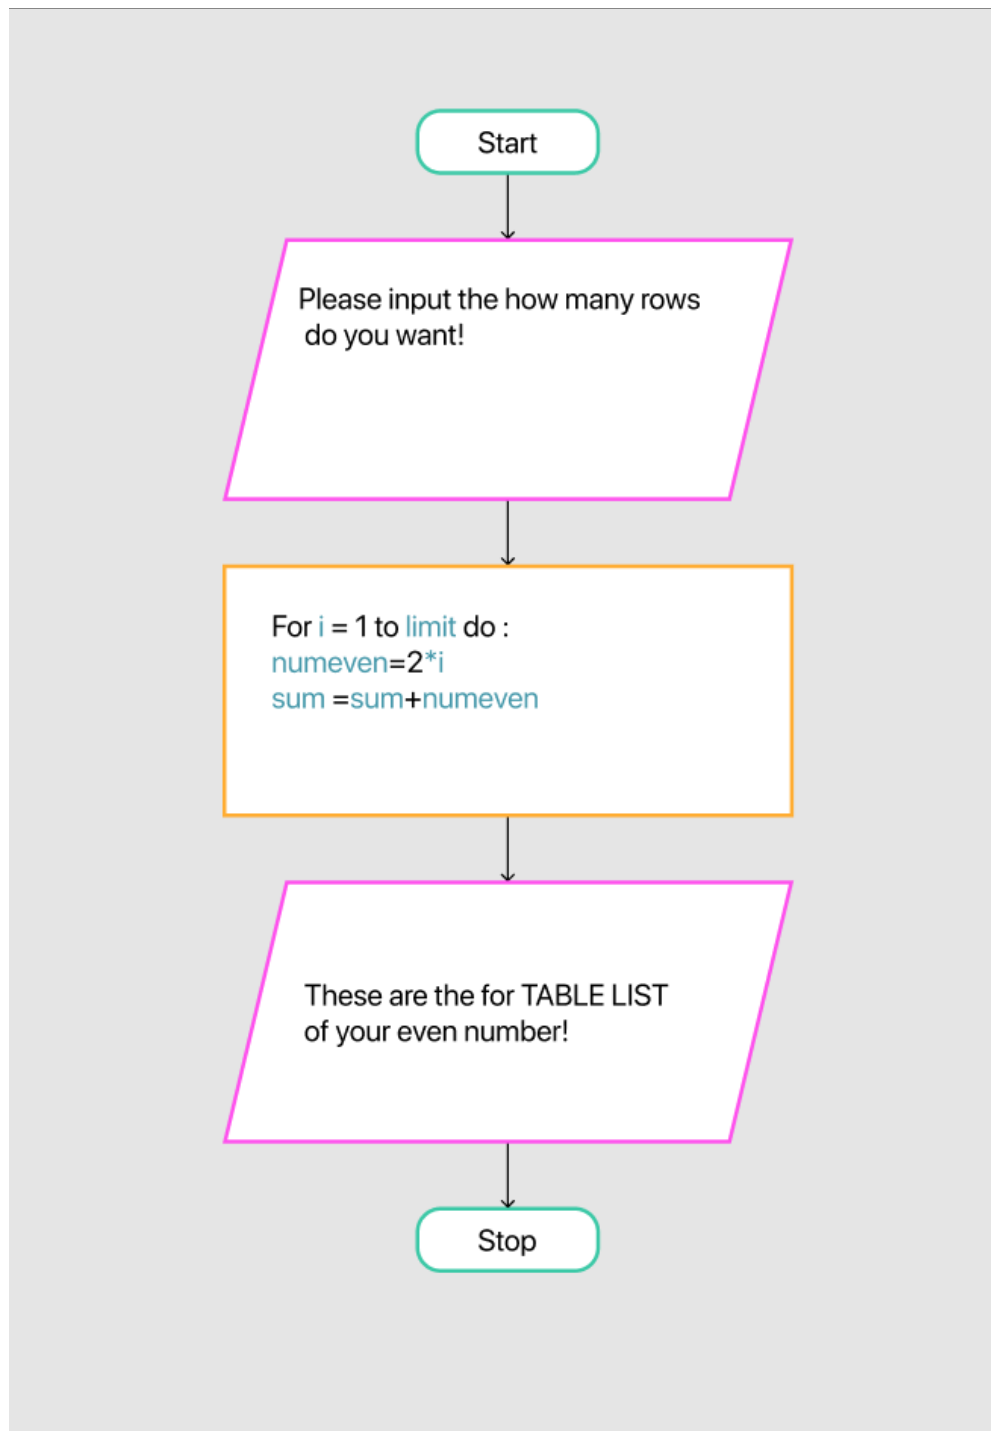 Start
Please input the how many rows
do you want!
For i = 1 to limit do :
numeven=2*i
sum =sum+numeven
These are the for TABLE LIST
of your even number!
Stop